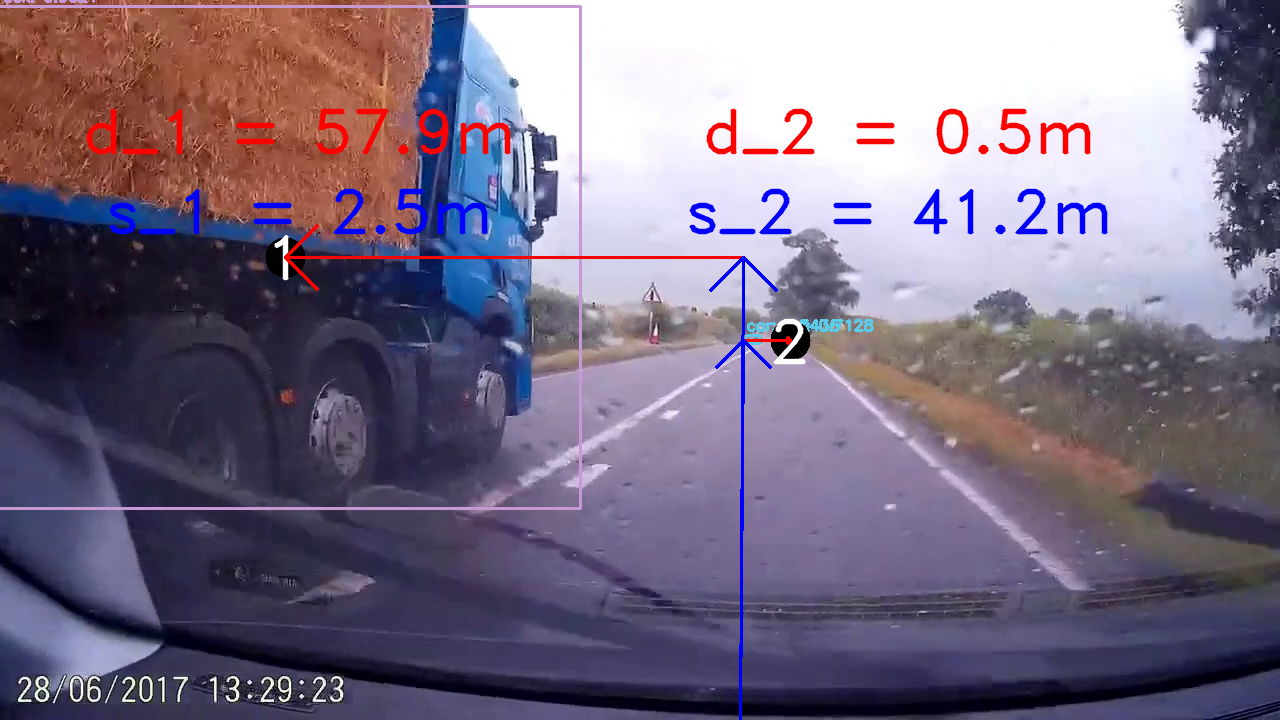 d_1 = 57.9m
d_2 = 0.5m
s_1 = 2.5m
s_2 = 41.2m
1
2
28/06/2017 13:29:23